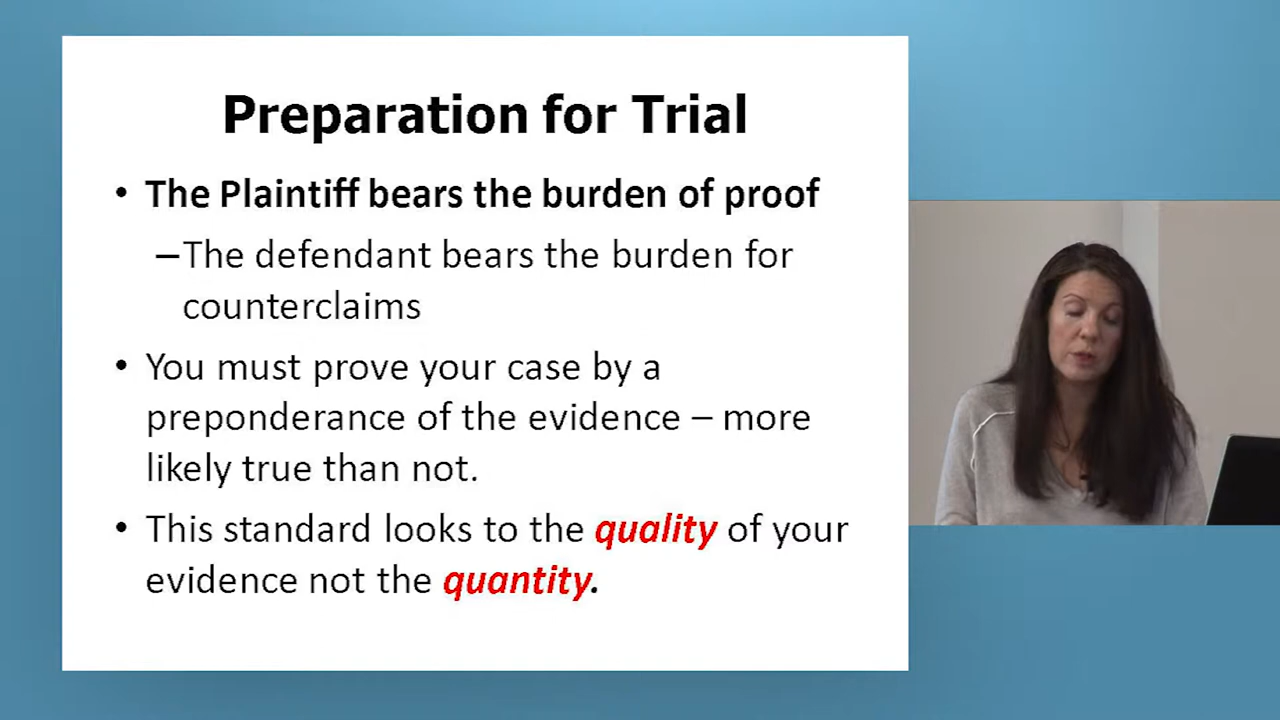 Preparation for Trial
• The Plaintiff bears the burden of proof
–The defendant bears the burden for
counterclaims
• You must prove your case by a
preponderance of the evidence – more
likely true than not.
• This standard looks to the quality of your
evidence not the quantity.